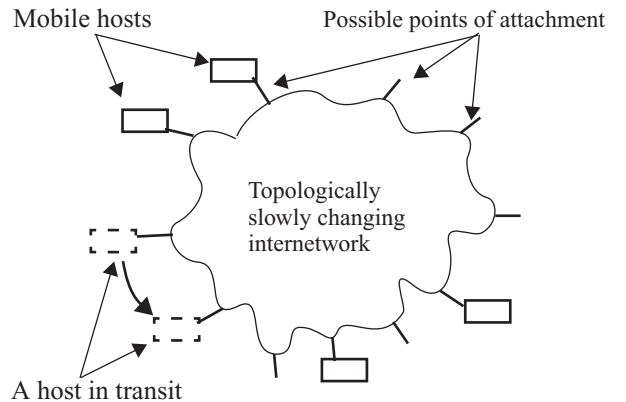 Mobile hosts
Possible points of attachment
Topologically
slowly changing
internetwork
A host in transit